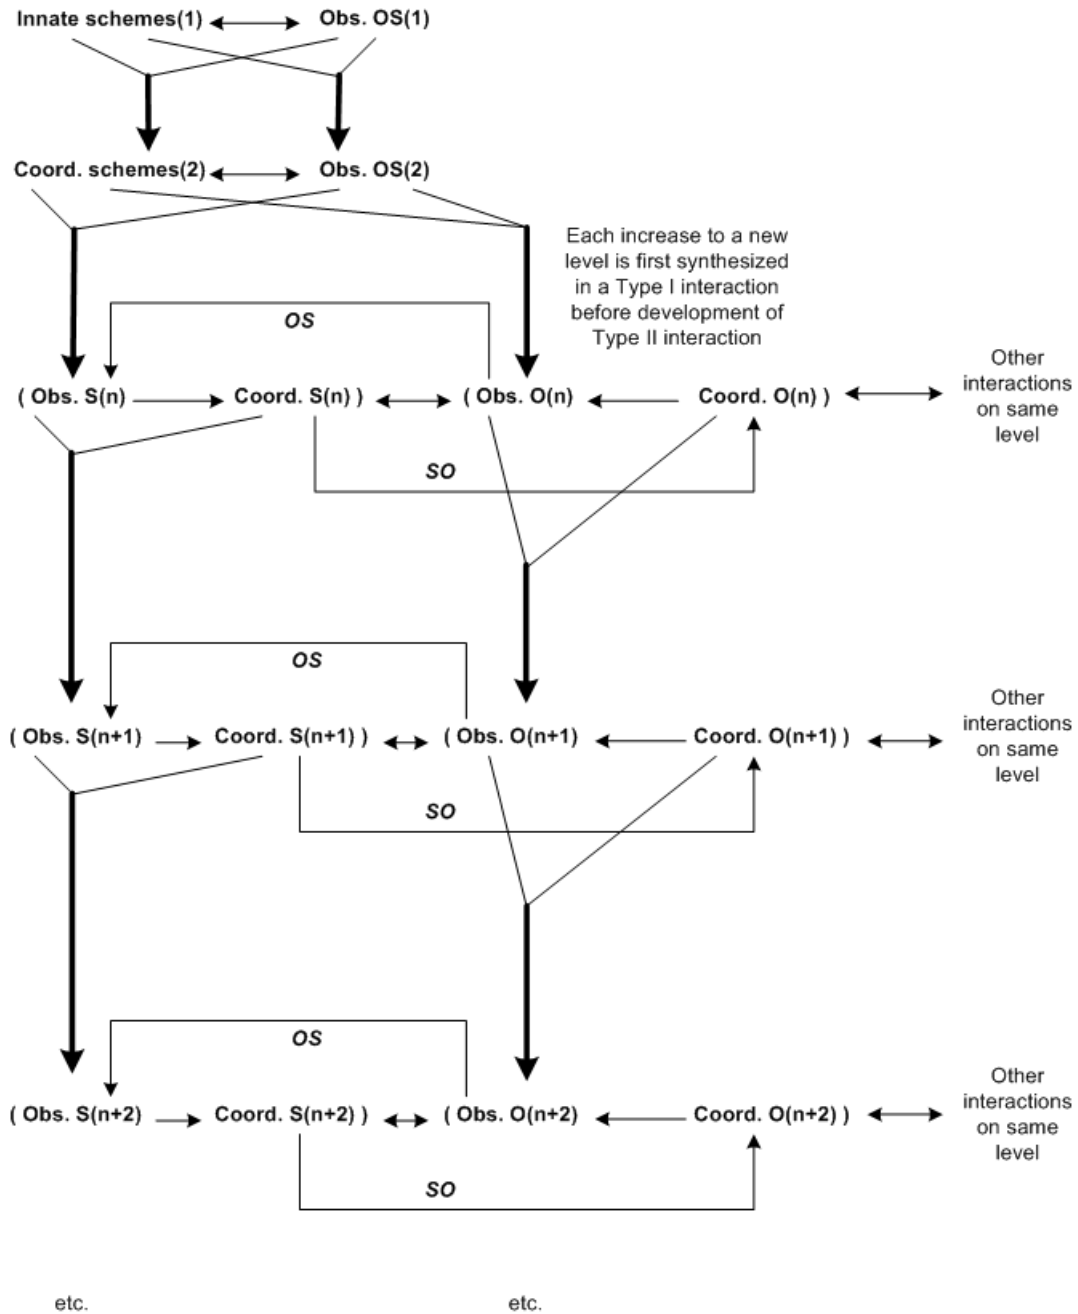 Innate schemes(1) Obs. OS(1)
Coord. schemes(2) Obs. OS(2)
Each increase to a new
level is first synthesized
in a Type I interaction
before development of
Type II interaction
OS
( Obs. S(n) Coord. S(n) ) ( Obs. O(n) Coord. O(n) )
Other
interactions
on same
level
SO
OS
( Obs. S(n+1) Coord. S(n+1) ) ( Obs. O(n+1) Coord. O(n+1) )
Other
interactions
on same
level
SO
OS
( Obs. S(n+2) Coord. S(n+2) ) ( Obs. O(n+2) Coord. O(n+2) )
Other
interactions
on same
level
SO
etc. etc.